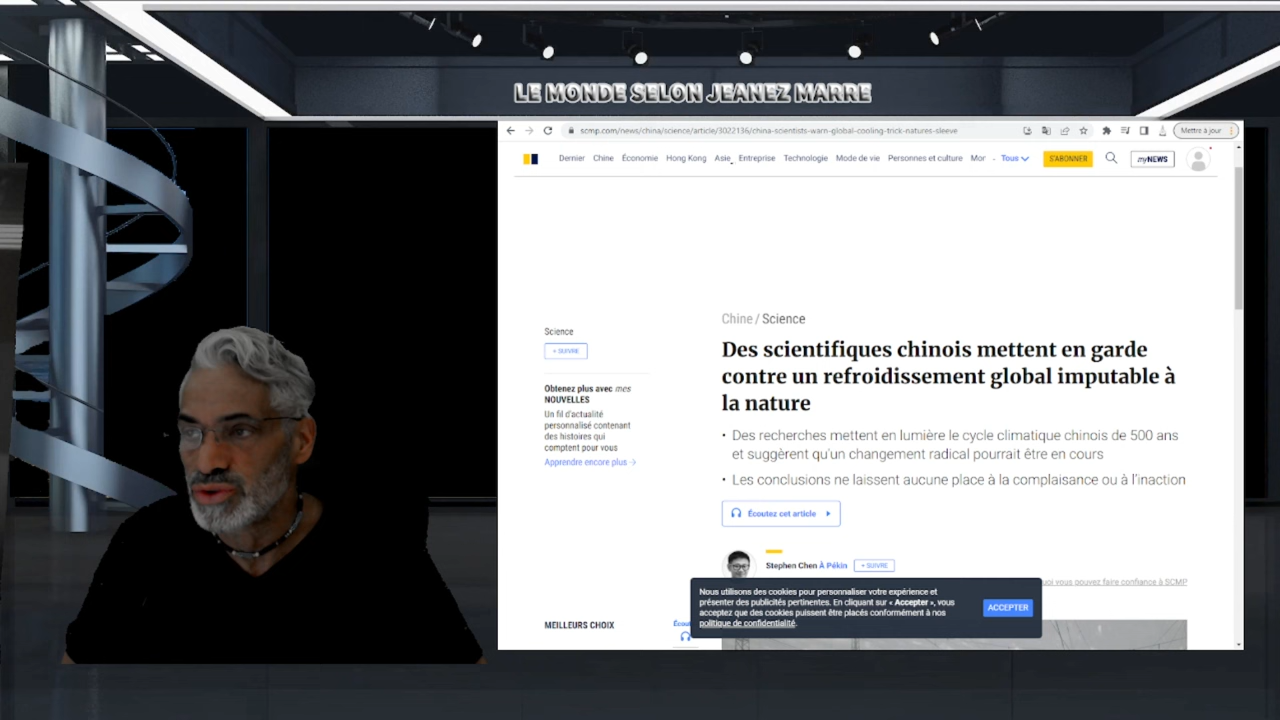 LE MONDE SELON JEANEZ MARRE
scmp.com/news/china/science/article/3022136/china-scientists-warn-global-cooling-trick-natures-sleeve
Mettre à jour
Dernier Chine Économie Hong Kong Asie Entreprise Technologie Mode de vie Personnes et culture Mor Tous S'ABONNER myNEWS
Chine / Science
Science
+ SUIVRE
Des scientifiques chinois mettent en garde
contre un refroidissement global imputable à
la nature
Obtenez plus avec mes
NOUVELLES
Un fil d'actualité
personnalisé contenant
des histoires qui
comptent pour vous
Apprendre encore plus →
• Des recherches mettent en lumière le cycle climatique chinois de 500 ans
et suggèrent qu'un changement radical pourrait être en cours
• Les conclusions ne laissent aucune place à la complaisance ou à l'inaction
Écoutez cet article
Stephen Chen À Pékin + SUIVRE
vous pouvez faire confiance à SCMP
Nous utilisons des cookies pour personnaliser votre expérience et
présenter des publicités pertinentes. En cliquant sur « Accepter », vous
acceptez que des cookies puissent être placés conformément à nos
politique de confidentialité.
ACCEPTER
MEILLEURS CHOIX